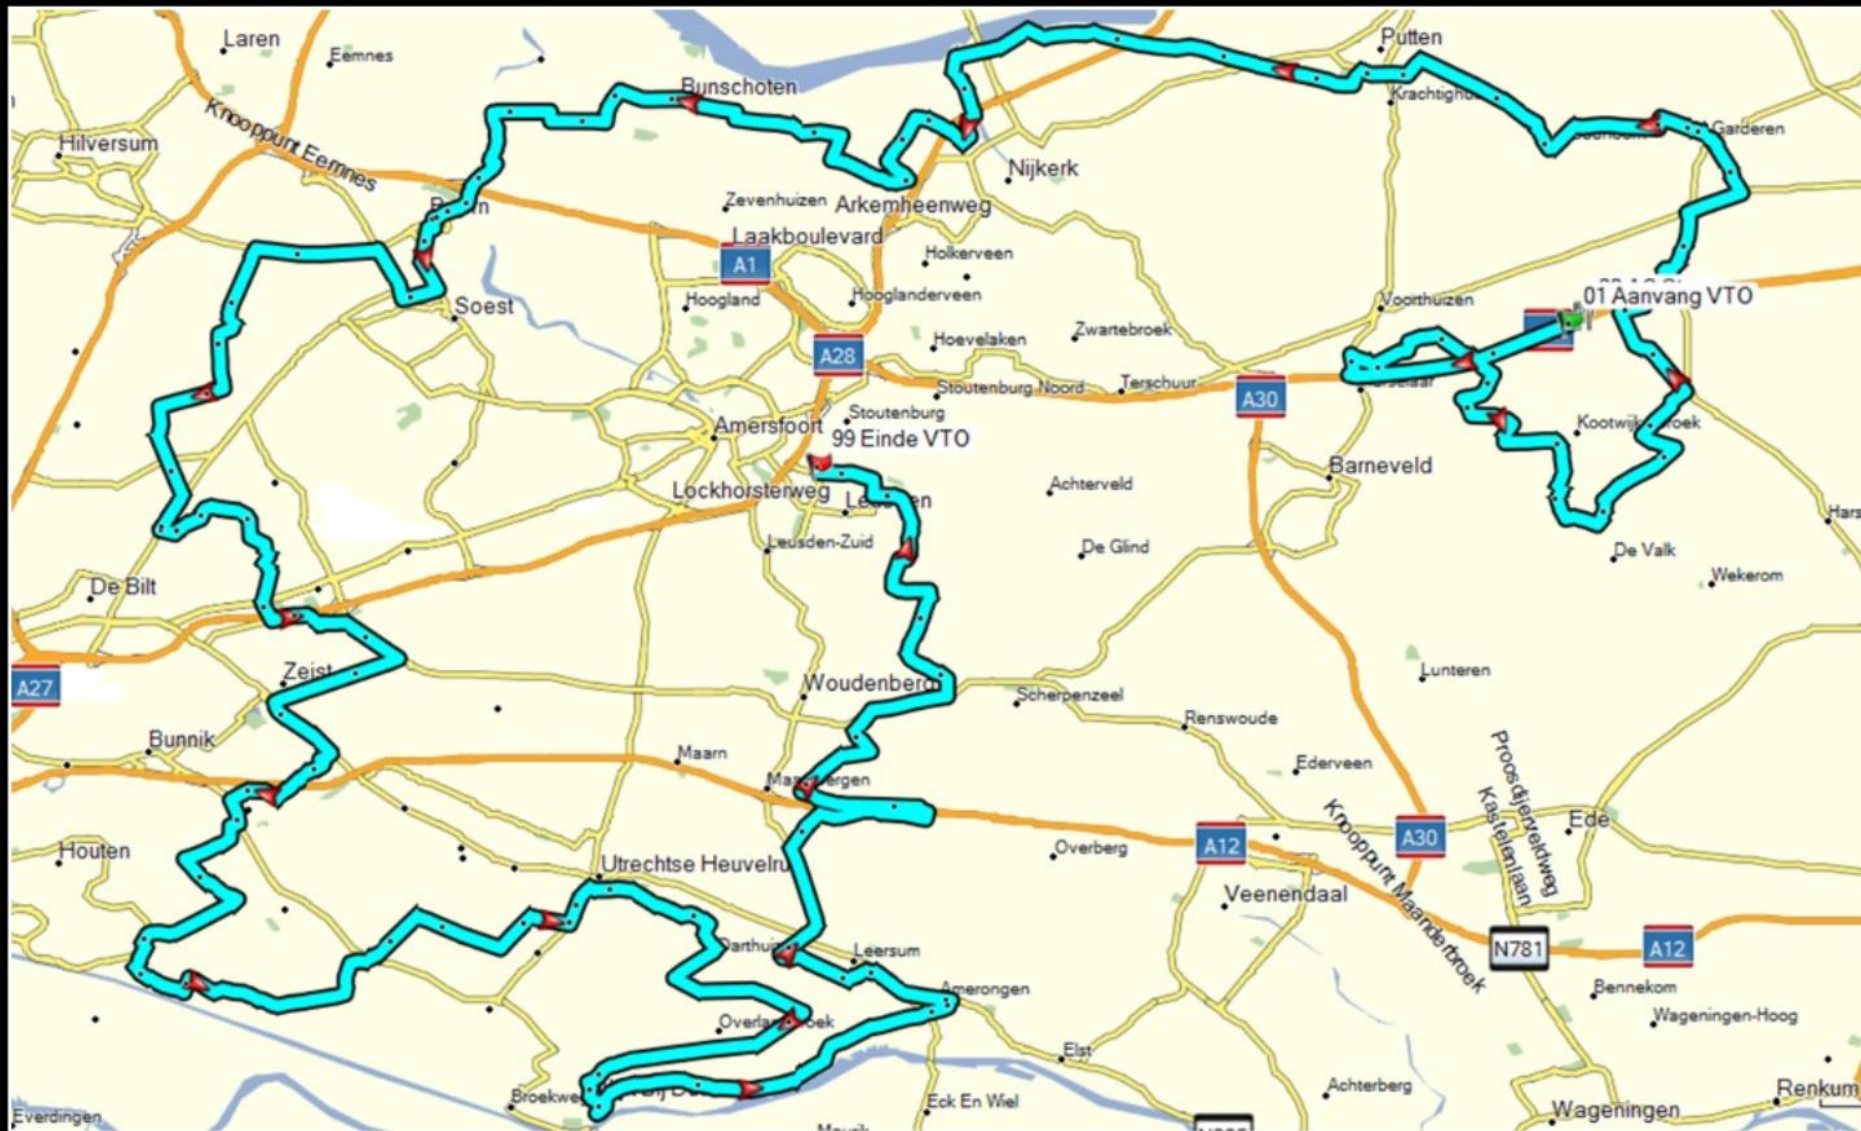 Laren
Eemnes
Putten
Bunschoten
Knooppunt Eemnes
Hilversum
Garderen
Nijkerk
Zevenhuizen
Arkemheenweg
Laakboulevard
Holkerveen
A1
Hooglanderveen
Hoogland
Soest
01 Aanvang VTO
Voorthuizen
Zwartebroek
Hoevelaken
A28
Stoutenburg Noord
Terschuur
A30
Stoutenburg
Amersfoort
99 Einde VTO
Barneveld
Lockhorsterweg
Achterveld
Leusden-Zuid
De Glind
De Valk
Wekerom
De Bilt
Zeist
A27
Woudenberg
Scherpenzeel
Lunteren
Renswoude
Bunnik
Maarn
Ederveen
Proosdijerveldweg
Kastelenlaan
Knooppunt Maanderbroek
Ede
A30
A12
Overberg
Houten
Veenendaal
N781
A12
Leersum
Amerongen
Bennekom
Wageningen-Hoog
Elst
Achterberg
Eck En Wiel
Renkum
Wageningen
Everdingen